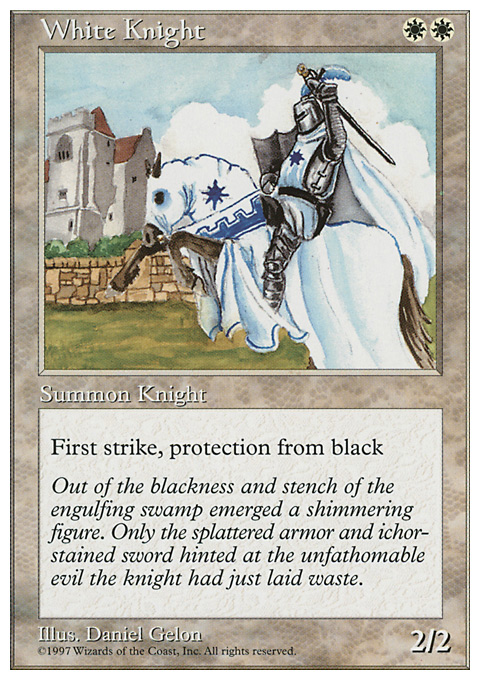 White Knight
Summon Knight
First strike, protection from black
Out of the blackness and stench of the
engulfing swamp emerged a shimmering
figure. Only the splattered armor and ichor-
stained sword hinted at the unfathomable
evil the knight had just laid waste.
Illus. Daniel Gelon
2/2
©1997 Wizards of the Coast, Inc. All rights reserved.